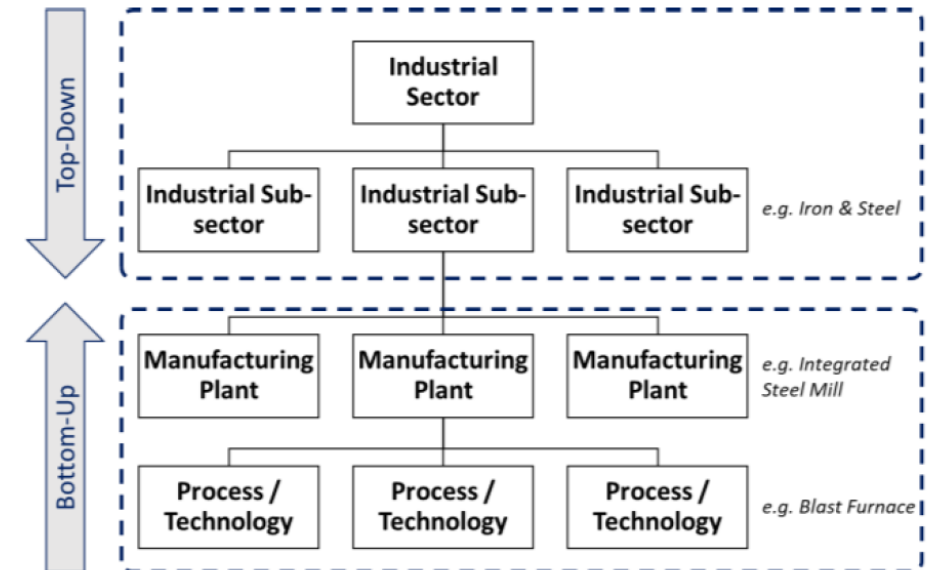 Top-Down
Industrial
Sector
Industrial Sub-
sector
Industrial Sub-
sector
Industrial Sub-
sector
e.g. Iron & Steel
Bottom-Up
Manufacturing
Plant
Manufacturing
Plant
Manufacturing
Plant
e.g. Integrated
Steel Mill
Process /
Technology
Process /
Technology
Process /
Technology
e.g. Blast Furnace